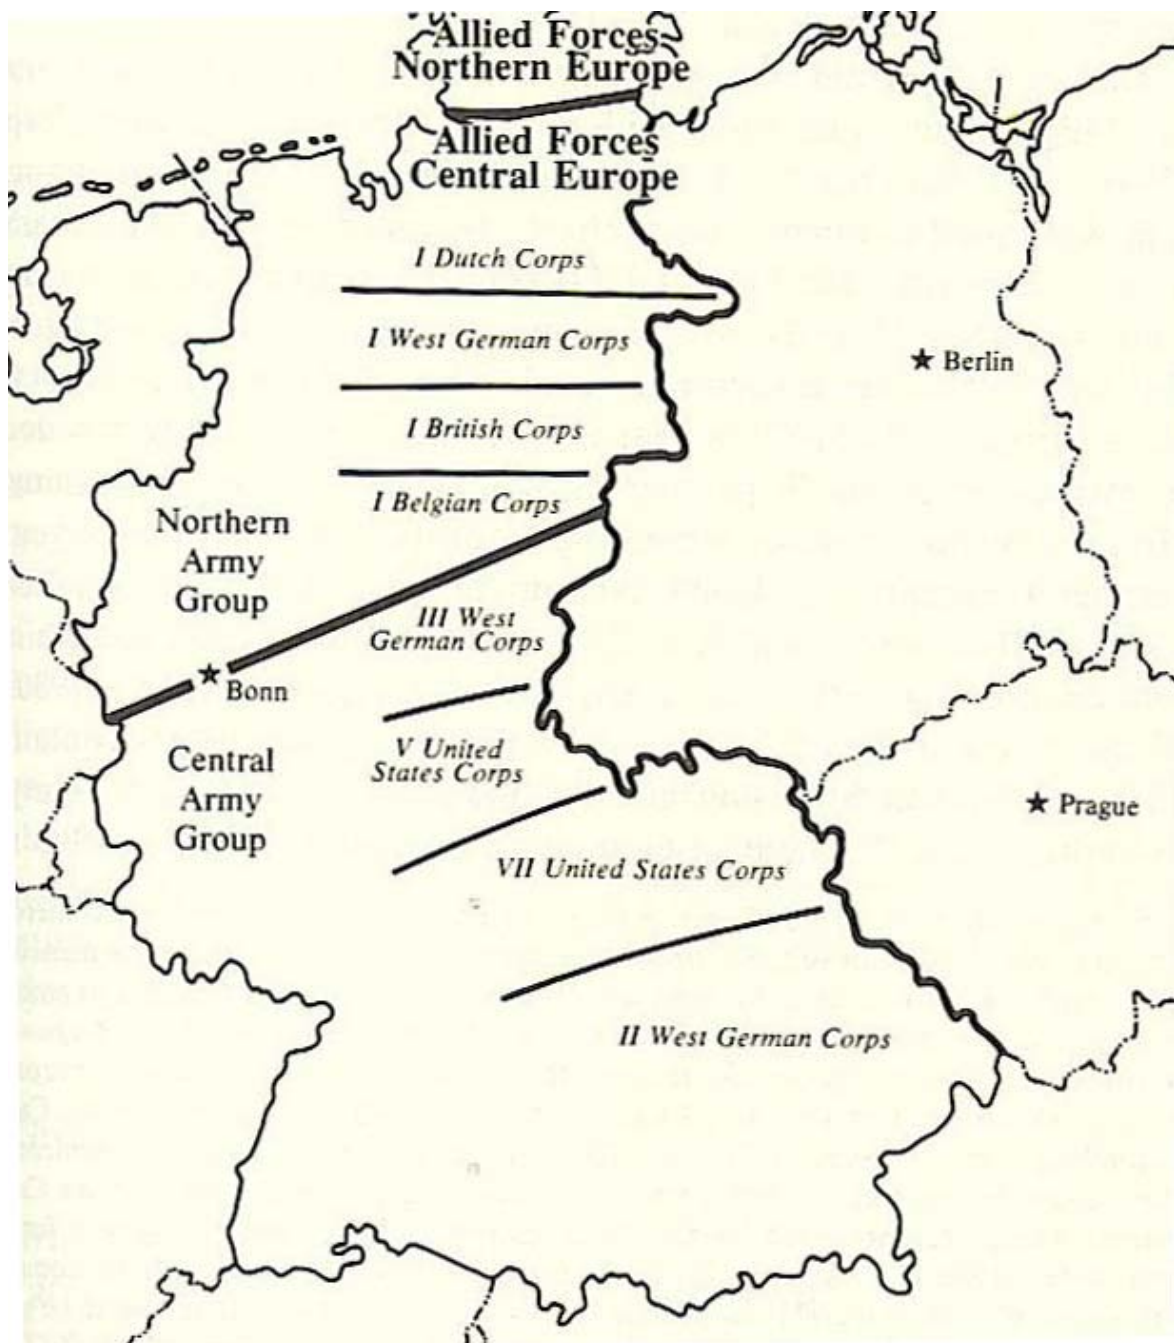 Allied Forces
Northern Europe
Allied Forces
Central Europe
I Dutch Corps
I West German Corps
Berlin
I British Corps
I Belgian Corps
Northern
Army
Group
III West
German Corps
Bonn
V United
States Corps
Central
Army
Group
Prague
VII United States Corps
II West German Corps